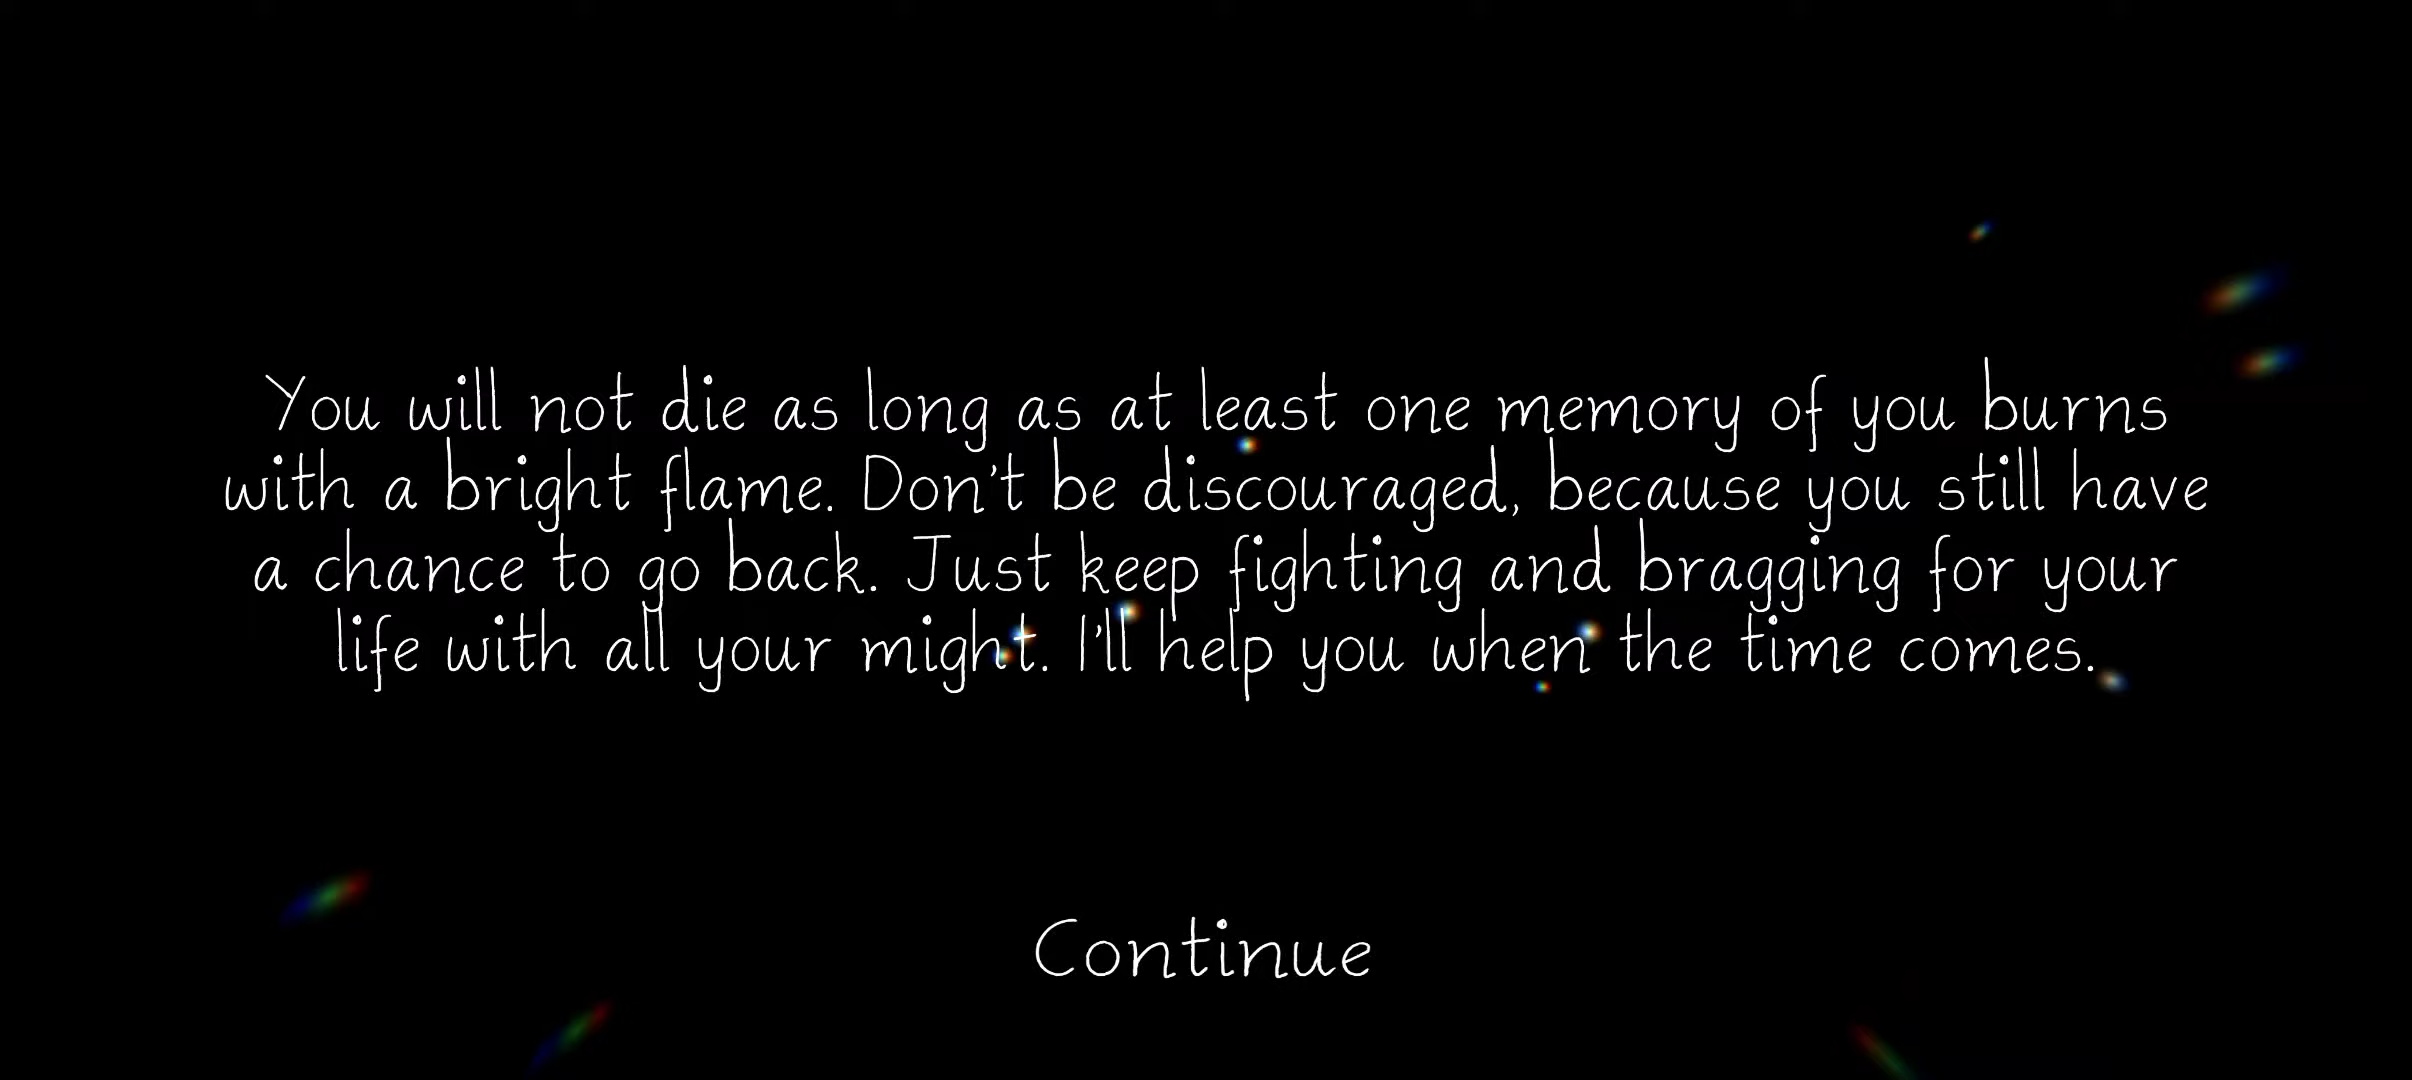 You will not die as long as at least one memory of you burns
with a bright flame. Don't be discouraged, because you still have
a chance to go back. Just keep fighting and bragging for your
life with all your might. I'll help you when the time comes.
Continue